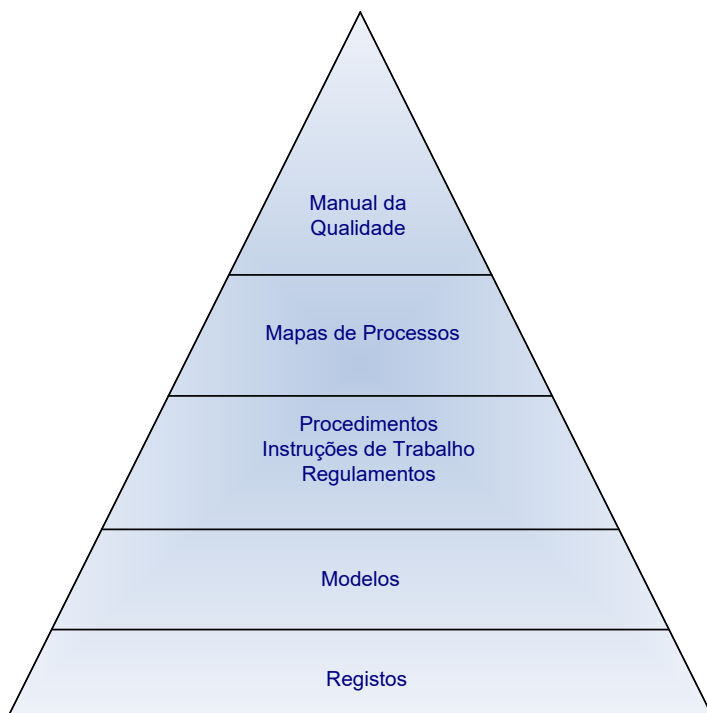 Manual da
Qualidade
Mapas de Processos
Procedimentos
Instruções de Trabalho
Regulamentos
Modelos
Registos